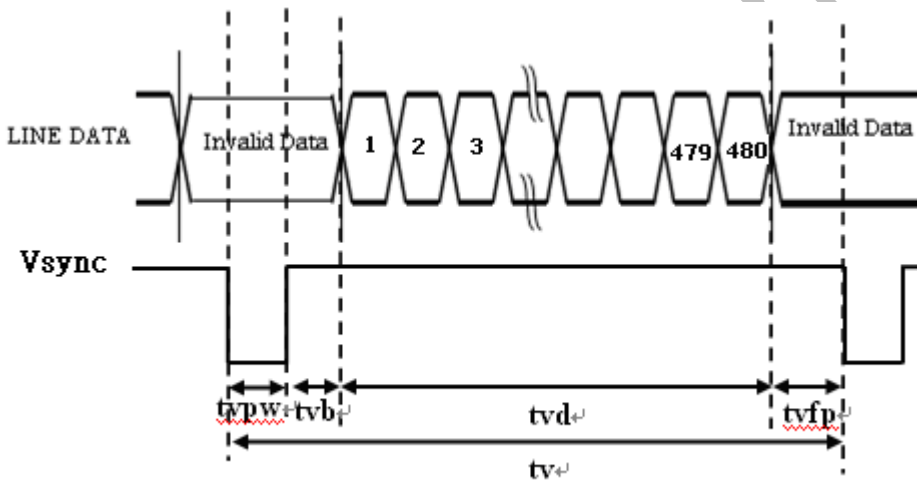 LINE DATA
Invalid Data
1
2
3
479
480
Invalid Data
Vsync
tvpw
tvb
tvd
tvfp
tv